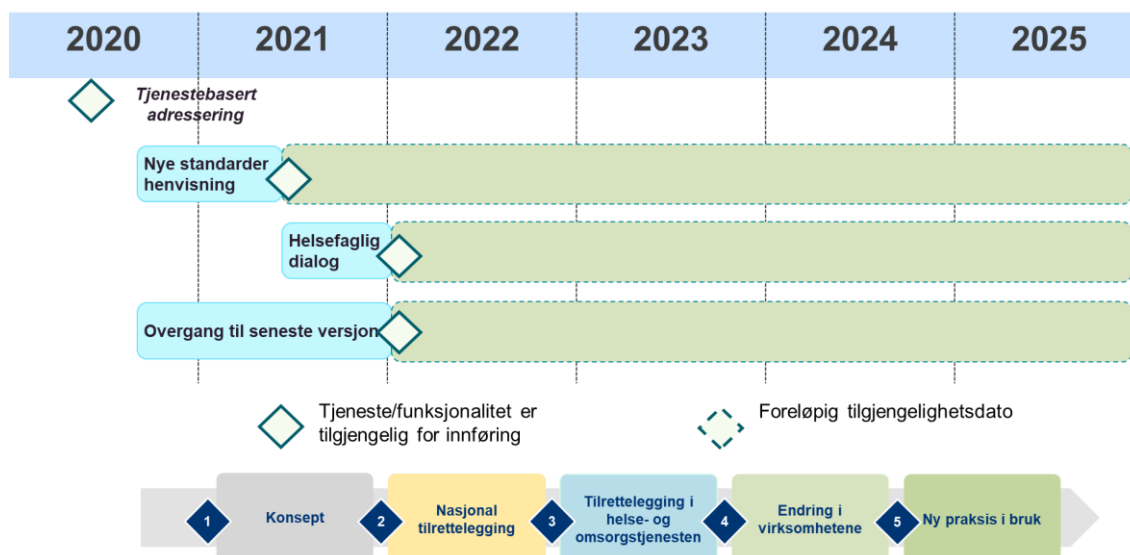 2020 2021 2022 2023 2024 2025
Tjenestebasert
adressering
Nye standarder
henvisning
Helsefaglig
dialog
Overgang til seneste versjon
Tjeneste/funksjonalitet er
tilgjengelig for innføring
Foreløpig tilgjengelighetsdato
1
Konsept
2
Nasjonal
tilrettelegging
3
Tilrettelegging i
helse- og
omsorgstjenesten
4
Endring i
virksomhetene
5
Ny praksis i bruk